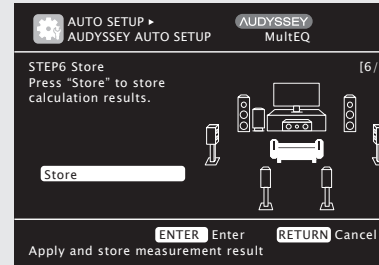 AUTO SETUP ▸
AUDYSSEY AUTO SETUP
AUDYSSEY
MultEQ
STEP6 Store
[6/
Press “Store” to store
calculation results.
Store
ENTER Enter
RETURN Cancel
Apply and store measurement result